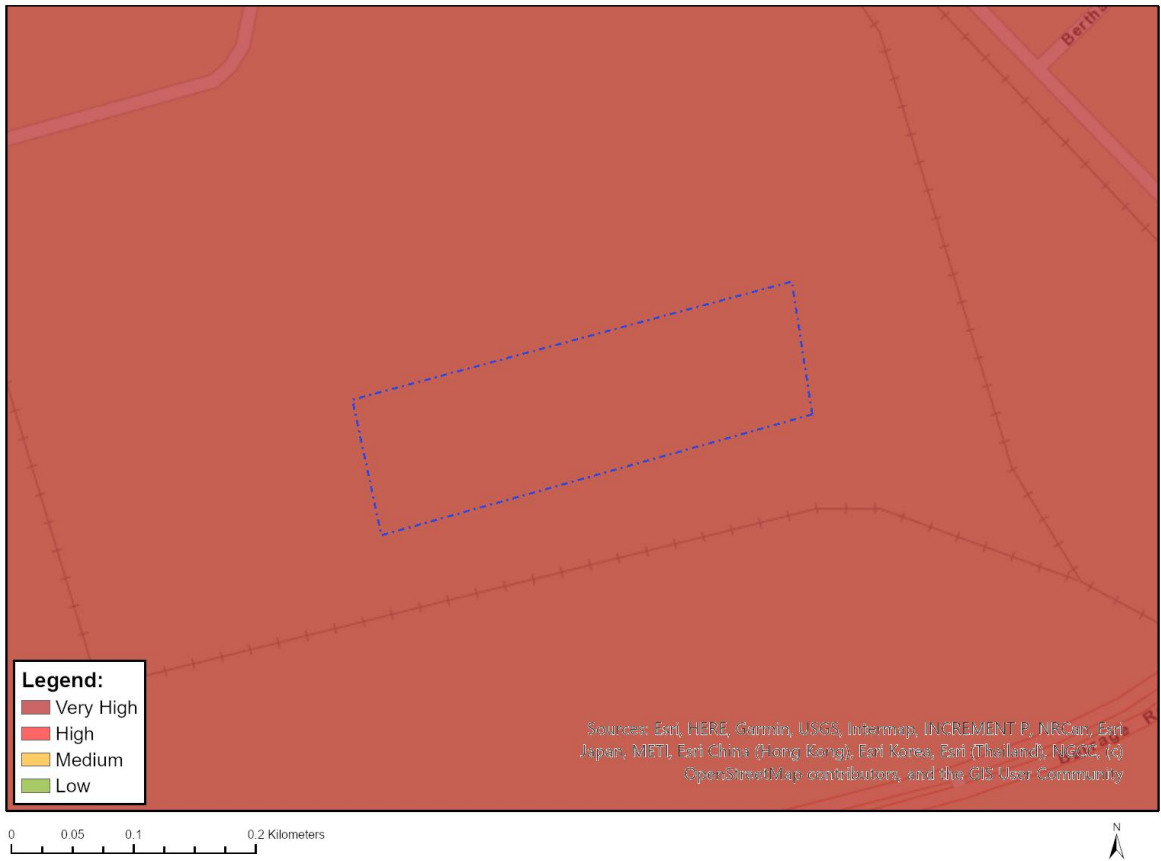 Legend:
Very High
High
Medium
Low
Sources: Esri, HERE, Garmin, USGS, Intermap, INCREMENT P, NRCan, Esri
Japan, METI, Esri China (Hong Kong), Esri Korea, Esri (Thailand), NGCC, (c)
OpenStreetMap contributors, and the GIS User Community
0 0.05 0.1 0.2 Kilometers
N